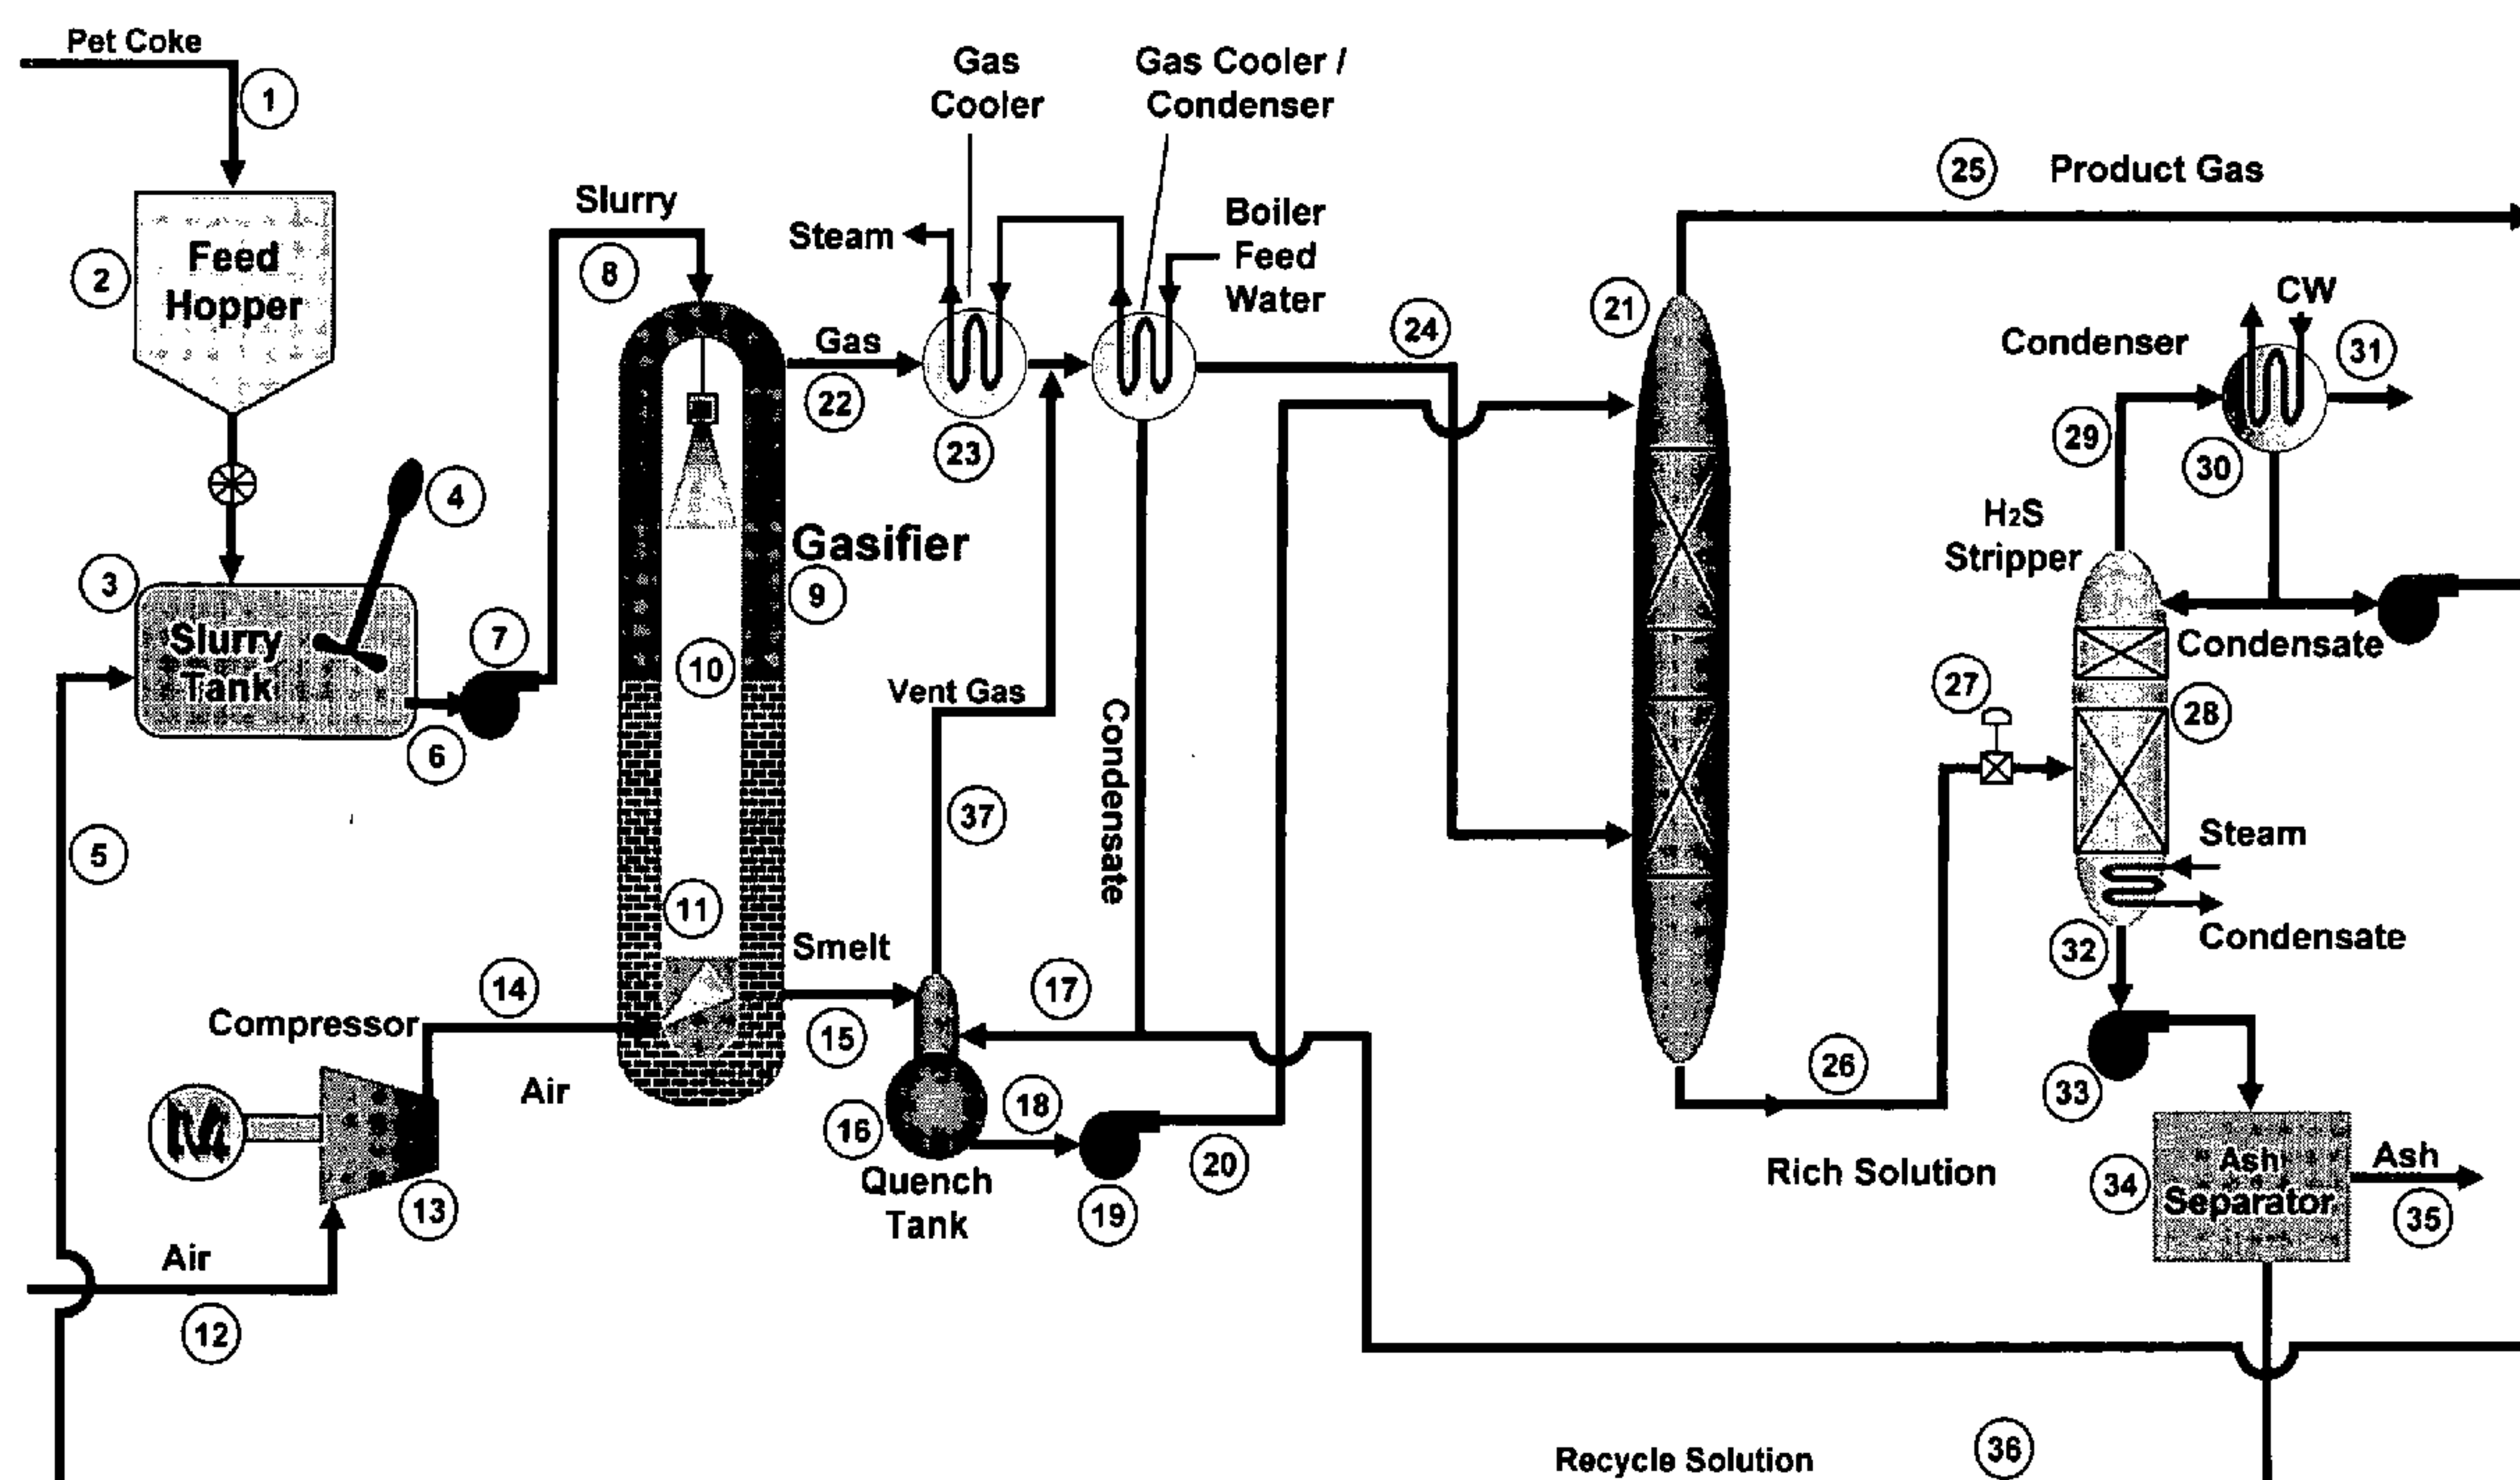 Pet Coke
1
Gas
Cooler
Gas Cooler /
Condenser
25
Product Gas
Slurry
8
Steam
Boiler
Feed
Water
2
Feed
Hopper
24
21
CW
Condenser
31
Gas
22
23
29
30
4
H2S
Stripper
Gasifier
9
3
Slurry
Tank
7
10
Vent Gas
Condensate
Condensate
27
28
6
37
5
Steam
11
Smelt
32
Condensate
14
17
Compressor
15
26
33
Air
M
16
18
20
Quench
Tank
19
13
Rich Solution
34
Ash
Separator
Ash
35
Air
12
Recycle Solution
36